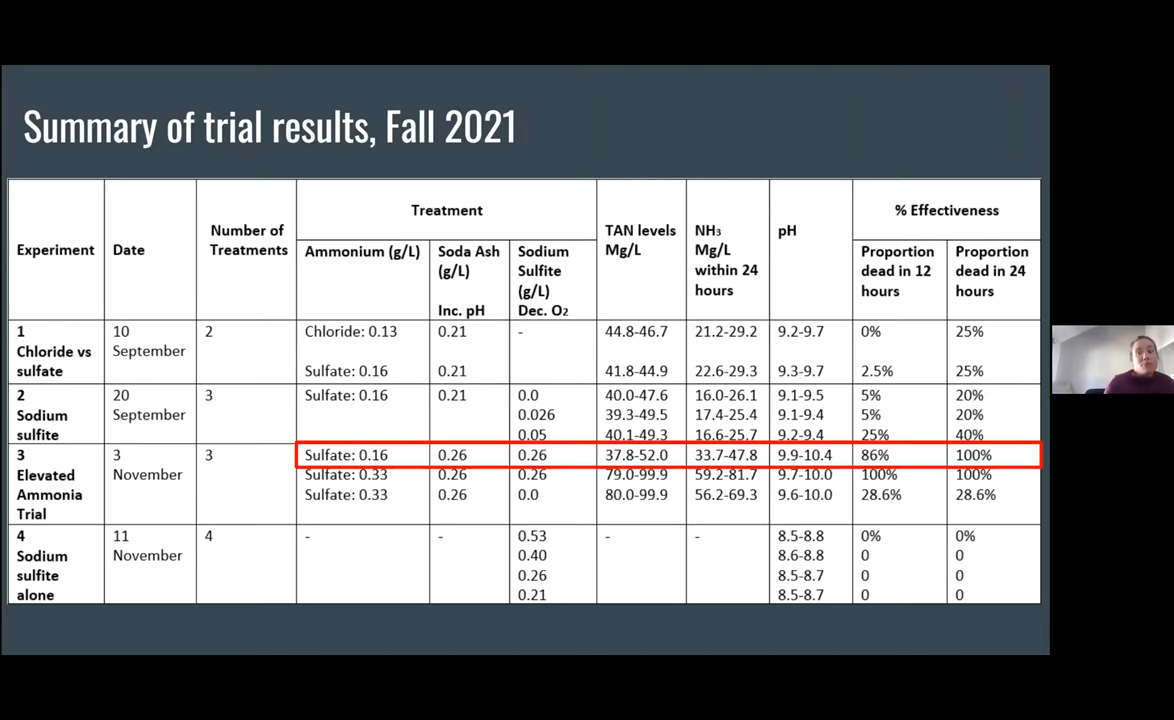 Summary of trial results, Fall 2021
Experiment Date Number of Treatments Treatment TAN levels Mg/L NH₃ Mg/L within 24 hours pH % Effectiveness
Ammonium (g/L) Soda Ash (g/L) Inc. pH Sodium Sulfite (g/L) Dec. O₂ Proportion dead in 12 hours Proportion dead in 24 hours
1 Chloride vs sulfate 10 September 2 Chloride: 0.13 0.21 - 44.8-46.7 21.2-29.2 9.2-9.7 0% 25%
Sulfate: 0.16 0.21 41.8-44.9 22.6-29.3 9.3-9.7 2.5% 25%
2 Sodium sulfite 20 September 3 Sulfate: 0.16 0.21 0.0 40.0-47.6 16.0-26.1 9.1-9.5 5% 20%
0.026 39.3-49.5 17.4-25.4 9.1-9.4 5% 20%
0.05 40.1-49.3 16.6-25.7 9.2-9.4 25% 40%
3 Elevated Ammonia Trial 3 November 3 Sulfate: 0.16 0.26 0.26 37.8-52.0 33.7-47.8 9.9-10.4 86% 100%
Sulfate: 0.33 0.26 0.26 79.0-99.9 59.2-81.7 9.7-10.0 100% 100%
Sulfate: 0.33 0.26 0.0 80.0-99.9 56.2-69.3 9.6-10.0 28.6% 28.6%
4 Sodium sulfite alone 11 November 4 - - 0.53 - - 8.5-8.8 0% 0%
0.40 8.6-8.8 0 0
0.26 8.5-8.7 0 0
0.21 8.5-8.7 0 0